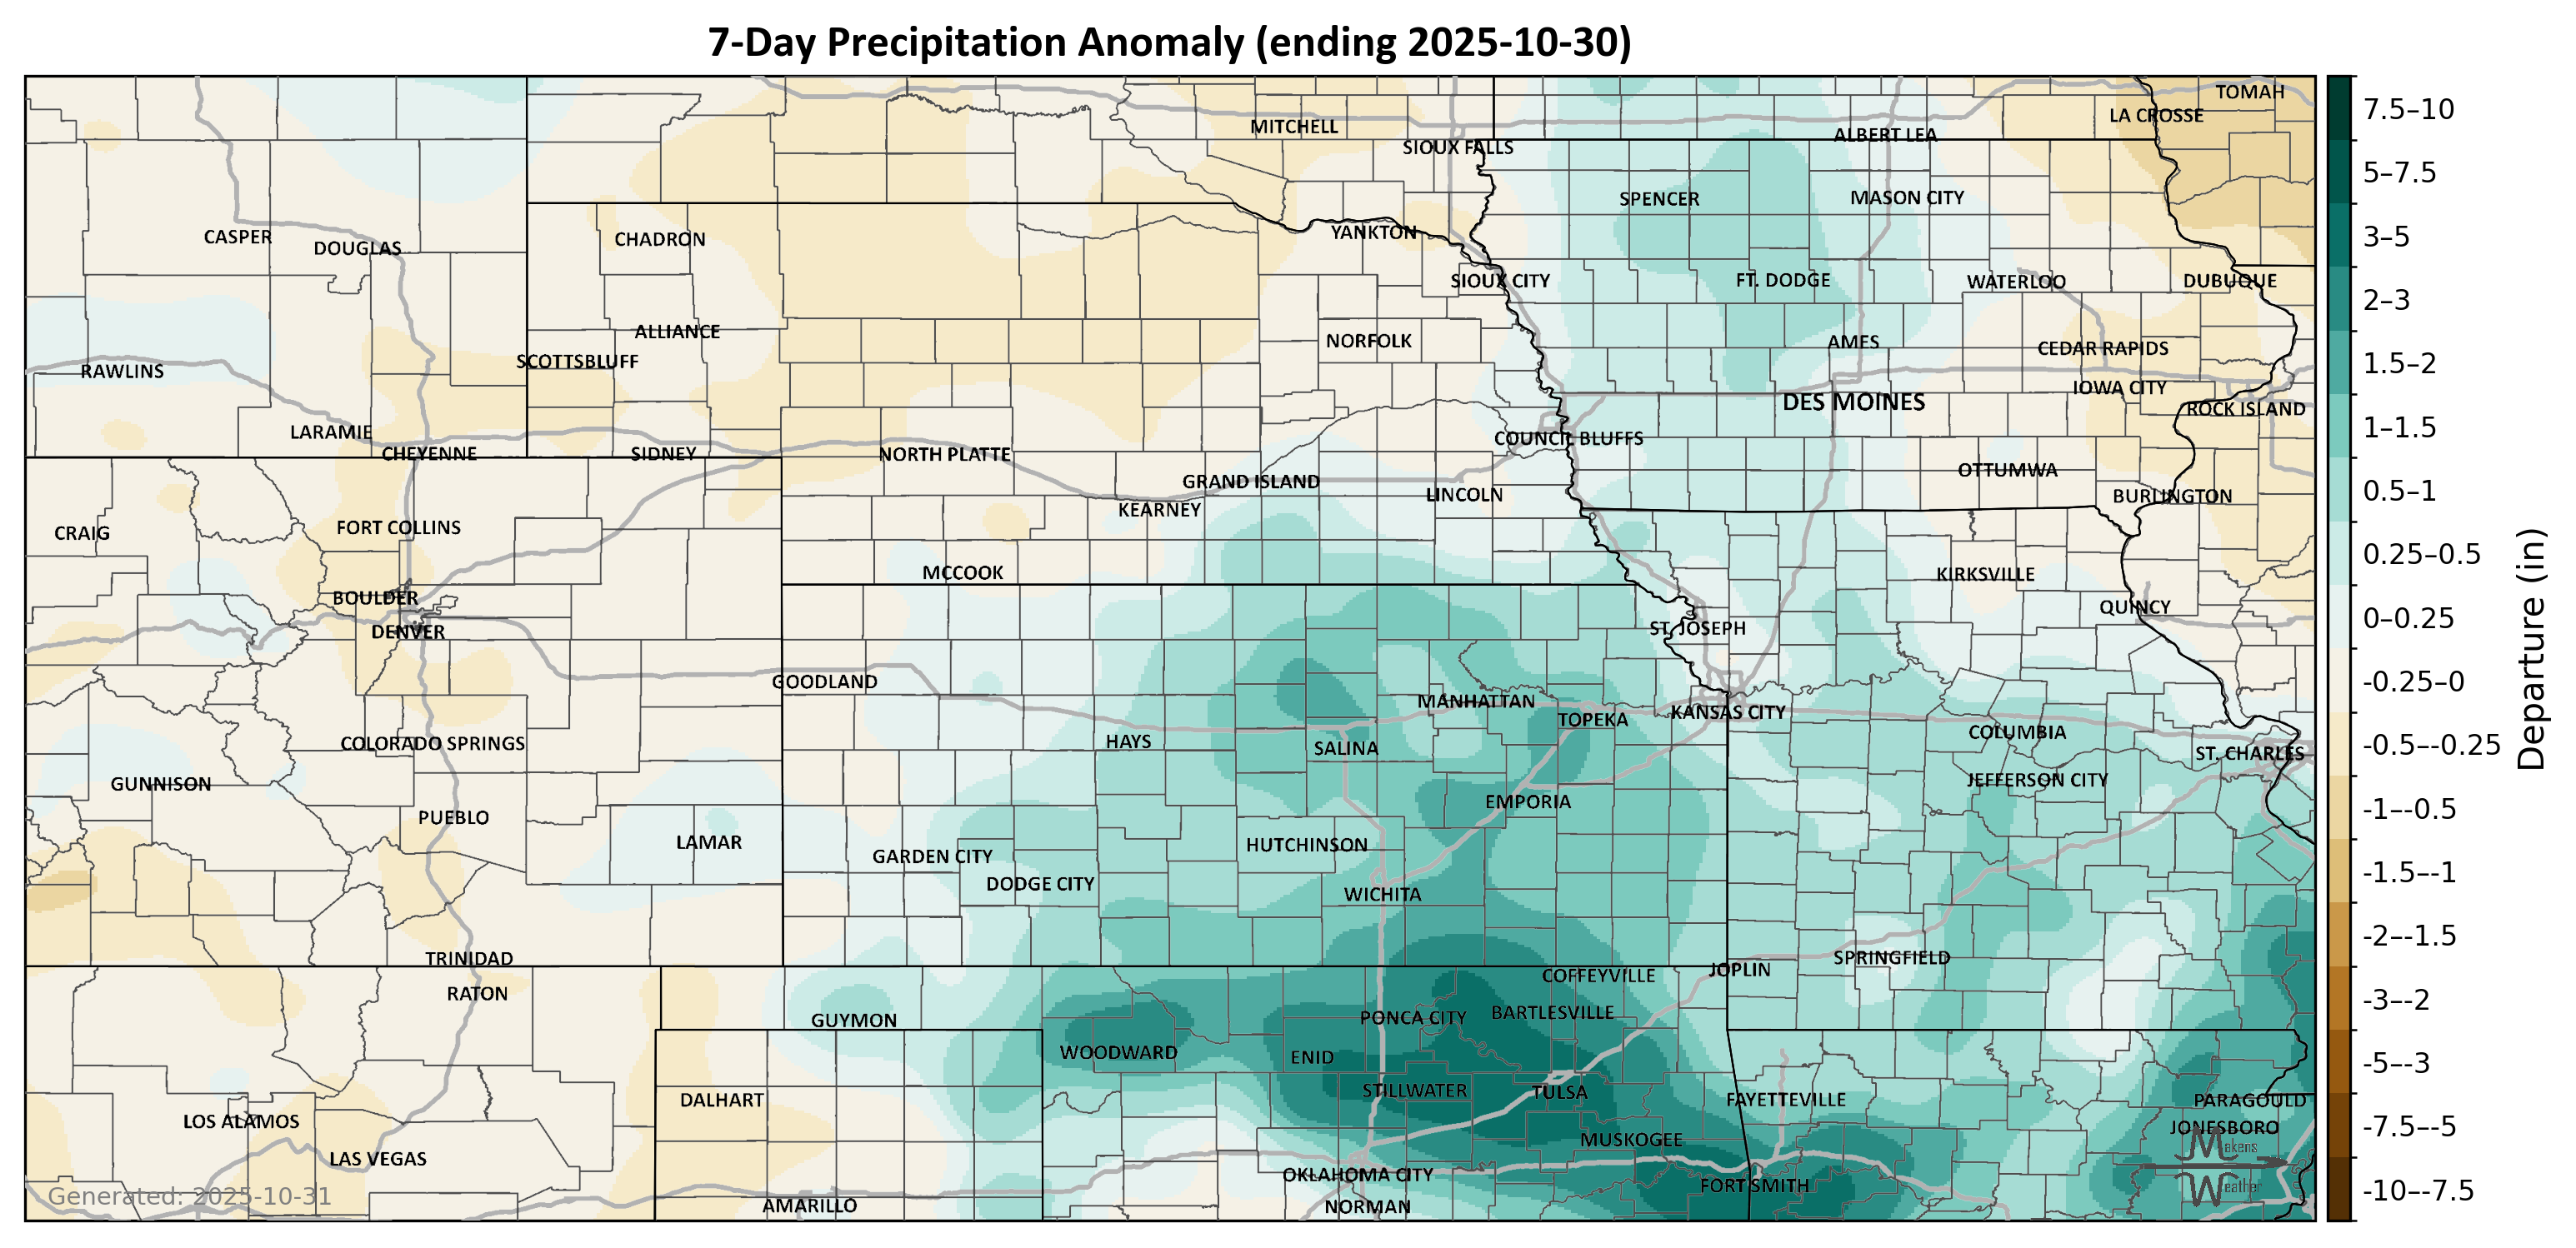 7-Day Precipitation Anomaly (ending 2025-10-30)
TOMAH
LA CROSSE
MITCHELL
ALBERT LEA
SIOUX FALLS
SPENCER
MASON CITY
YANKTON
CASPER
CHADRON
DOUGLAS
SIOUX CITY
FT. DODGE
WATERLOO
DUBUQUE
ALLIANCE
NORFOLK
AMES
CEDAR RAPIDS
SCOTTSBLUFF
RAWLINS
IOWA CITY
DES MOINES
ROCK ISLAND
LARAMIE
COUNCIL BLUFFS
CHEYENNE
SIDNEY
NORTH PLATTE
OTTUMWA
GRAND ISLAND
LINCOLN
BURLINGTON
KEARNEY
CRAIG
FORT COLLINS
MCCOOK
KIRKSVILLE
BOULDER
QUINCY
DENVER
ST. JOSEPH
GOODLAND
MANHATTAN
TOPEKA
KANSAS CITY
COLUMBIA
COLORADO SPRINGS
HAYS
SALINA
ST. CHARLES
GUNNISON
JEFFERSON CITY
EMPORIA
PUEBLO
LAMAR
HUTCHINSON
GARDEN CITY
DODGE CITY
WICHITA
TRINIDAD
SPRINGFIELD
COFFEYVILLE
JOPLIN
RATON
BARTLESVILLE
GUYMON
PONCA CITY
WOODWARD
ENID
STILLWATER
TULSA
DALHART
FAYETTEVILLE
PARAGOULD
LOS ALAMOS
JONESBORO
MUSKOGEE
LAS VEGAS
OKLAHOMA CITY
FORT SMITH
AMARILLO
NORMAN
Generated: 2025-10-31
Makens
Weather
7.5–10
5–7.5
3–5
2–3
1.5–2
1–1.5
0.5–1
0.25–0.5
0–0.25
-0.25–0
-0.5–-0.25
-1–-0.5
-1.5–-1
-2–-1.5
-3–-2
-5–-3
-7.5–-5
-10–-7.5
Departure (in)